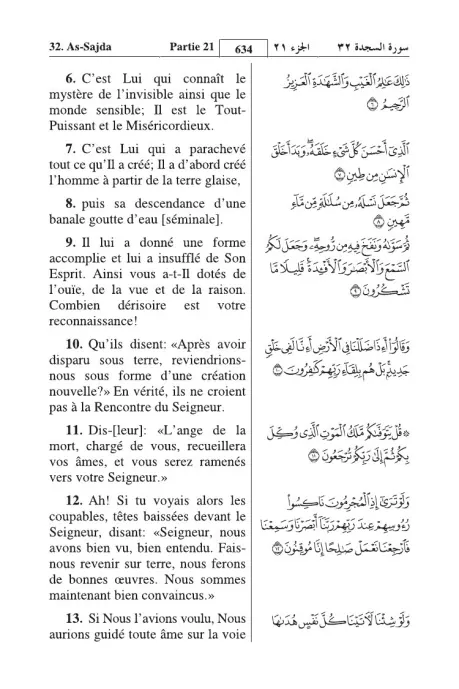 32. As-Sajda Partie 21 634 الجزء ٢١ سورة السجدة ٣٢
6. C'est Lui qui connaît le
mystère de l'invisible ainsi que le
monde sensible; Il est le Tout-
Puissant et le Miséricordieux.
7. C'est Lui qui a parachevé
tout ce qu'Il a créé; Il a d'abord créé
l'homme à partir de la terre glaise,
8. puis sa descendance d'une
banale goutte d'eau [séminale].
9. Il lui a donné une forme
accomplie et lui a insufflé de Son
Esprit. Ainsi vous a-t-Il dotés de
l'ouïe, de la vue et de la raison.
Combien dérisoire est votre
reconnaissance!
10. Qu'ils disent: «Après avoir
disparu sous terre, reviendrions-
nous sous forme d'une création
nouvelle?» En vérité, ils ne croient
pas à la Rencontre du Seigneur.
11. Dis-[leur]: «L'ange de la
mort, chargé de vous, recueillera
vos âmes, et vous serez ramenés
vers votre Seigneur.»
12. Ah! Si tu voyais alors les
coupables, têtes baissées devant le
Seigneur, disant: «Seigneur, nous
avons bien vu, bien entendu. Fais-
nous revenir sur terre, nous ferons
de bonnes œuvres. Nous sommes
maintenant bien convaincus.»
13. Si Nous l'avions voulu, Nous
aurions guidé toute âme sur la voie
ذَٰلِكَ عَٰلِمُ ٱلْغَيْبِ وَٱلشَّهَٰدَةِ ٱلْعَزِيزُ
ٱلرَّحِيمُ ٦
ٱلَّذِىٓ أَحْسَنَ كُلَّ شَىْءٍ خَلَقَهُۥ ۖ وَبَدَأَ خَلْقَ
ٱلْإِنسَٰنِ مِن طِينٍ ٧
ثُمَّ جَعَلَ نَسْلَهُۥ مِن سُلَٰلَةٍ مِّن مَّآءٍ
مَّهِينٍ ٨
ثُمَّ سَوَّىٰهُ وَنَفَخَ فِيهِ مِن رُّوحِهِۦ ۖ وَجَعَلَ لَكُمُ
ٱلسَّمْعَ وَٱلْأَبْصَٰرَ وَٱلْأَفْـِٔدَةَ ۚ قَلِيلًا مَّا
تَشْكُرُونَ ٩
وَقَالُوٓا۟ أَءِذَا ضَلَلْنَا فِى ٱلْأَرْضِ أَءِنَّا لَفِى خَلْقٍ
جَدِيدٍۭ ۚ بَلْ هُم بِلِقَآءِ رَبِّهِمْ كَٰفِرُونَ ١٠
۞ قُلْ يَتَوَفَّىٰكُم مَّلَكُ ٱلْمَوْتِ ٱلَّذِى وُكِّلَ
بِكُمْ ثُمَّ إِلَىٰ رَبِّكُمْ تُرْجَعُونَ ١١
وَلَوْ تَرَىٰٓ إِذِ ٱلْمُجْرِمُونَ نَاكِسُوا۟
رُءُوسِهِمْ عِندَ رَبِّهِمْ رَبَّنَآ أَبْصَرْنَا وَسَمِعْنَا
فَٱرْجِعْنَا نَعْمَلْ صَٰلِحًا إِنَّا مُوقِنُونَ ١٢
وَلَوْ شِئْنَا لَءَاتَيْنَا كُلَّ نَفْسٍ هُدَىٰهَا